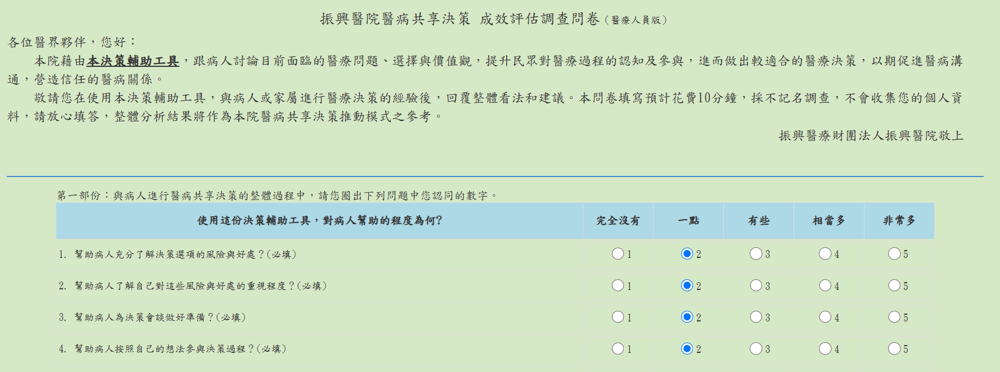 振興醫院醫病共享決策 成效評估調查問卷（醫療人員版）
各位醫界夥伴，您好：
本院藉由本決策輔助工具，跟病人討論目前面臨的醫療問題、選擇與價值觀，提升民眾對醫療過程的認知及參與，進而做出較適合的醫療決策，以期促進醫病溝
通，營造信任的醫病關係。
敬請您在使用本決策輔助工具，與病人或家屬進行醫療決策的經驗後，回覆整體看法和建議。本問卷填寫預計花費10分鐘，採不記名調查，不會收集您的個人資
料，請放心填答，整體分析結果將作為本院醫病共享決策推動模式之參考。
振興醫療財團法人振興醫院敬上
第一部份：與病人進行醫病共享決策的整體過程中，請您圈出下列問題中您認同的數字。
使用這份決策輔助工具，對病人幫助的程度為何? 完全沒有 一點 有些 相當多 非常多
1. 幫助病人充分了解決策選項的風險與好處？(必填) 1 2 3 4 5
2. 幫助病人了解自己對這些風險與好處的重視程度？(必填) 1 2 3 4 5
3. 幫助病人為決策會談做好準備？(必填) 1 2 3 4 5
4. 幫助病人按照自己的想法參與決策過程？(必填) 1 2 3 4 5